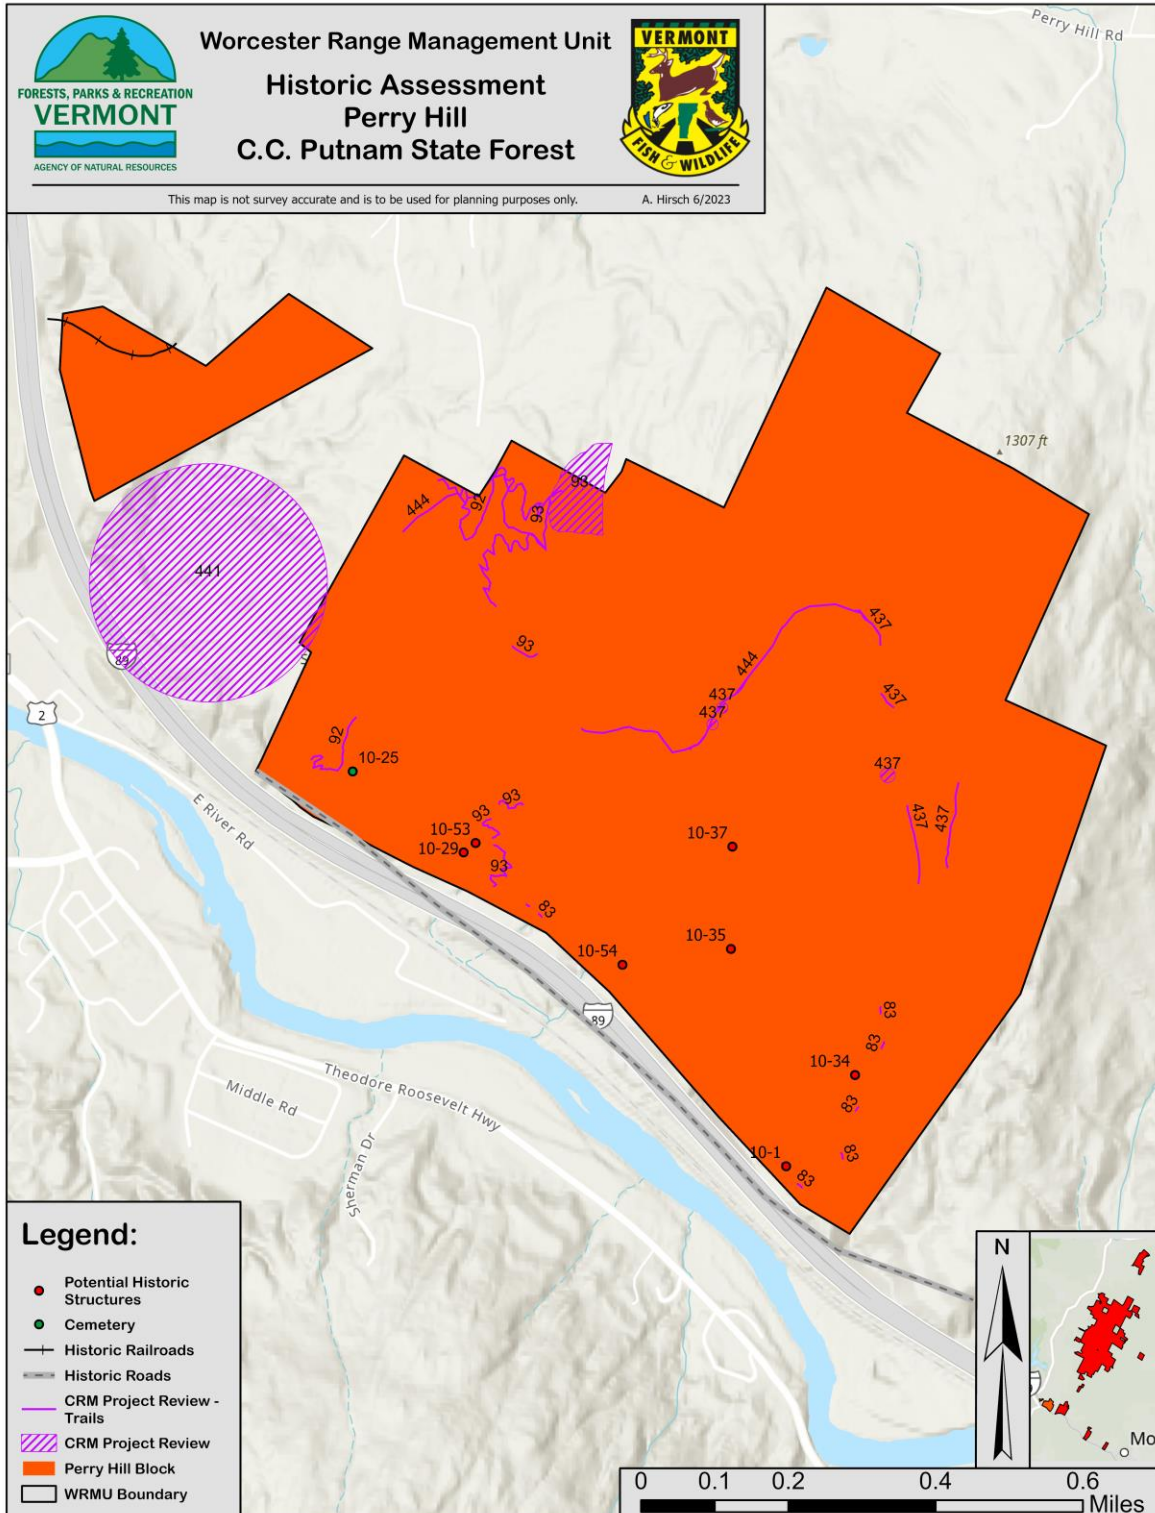 FORESTS, PARKS & RECREATION
VERMONT
AGENCY OF NATURAL RESOURCES
Worcester Range Management Unit
Historic Assessment
Perry Hill
C.C. Putnam State Forest
VERMONT
FISH & WILDLIFE
This map is not survey accurate and is to be used for planning purposes only.
A. Hirsch 6/2023
Perry Hill Rd
1307 ft
93
444
92
93
441
437
93
444
89
437
437
437
2
92
10-25
437
E River Rd
93
93
437
437
10-53
10-37
10-29
93
83
10-35
10-54
83
89
83
10-34
Theodore Roosevelt Hwy
Middle Rd
83
Sherman Dr
83
10-1
83
Legend:
Potential Historic
Structures
Cemetery
Historic Railroads
Historic Roads
CRM Project Review -
Trails
CRM Project Review
Perry Hill Block
WRMU Boundary
N
Mo
0 0.1 0.2 0.4 0.6
Miles